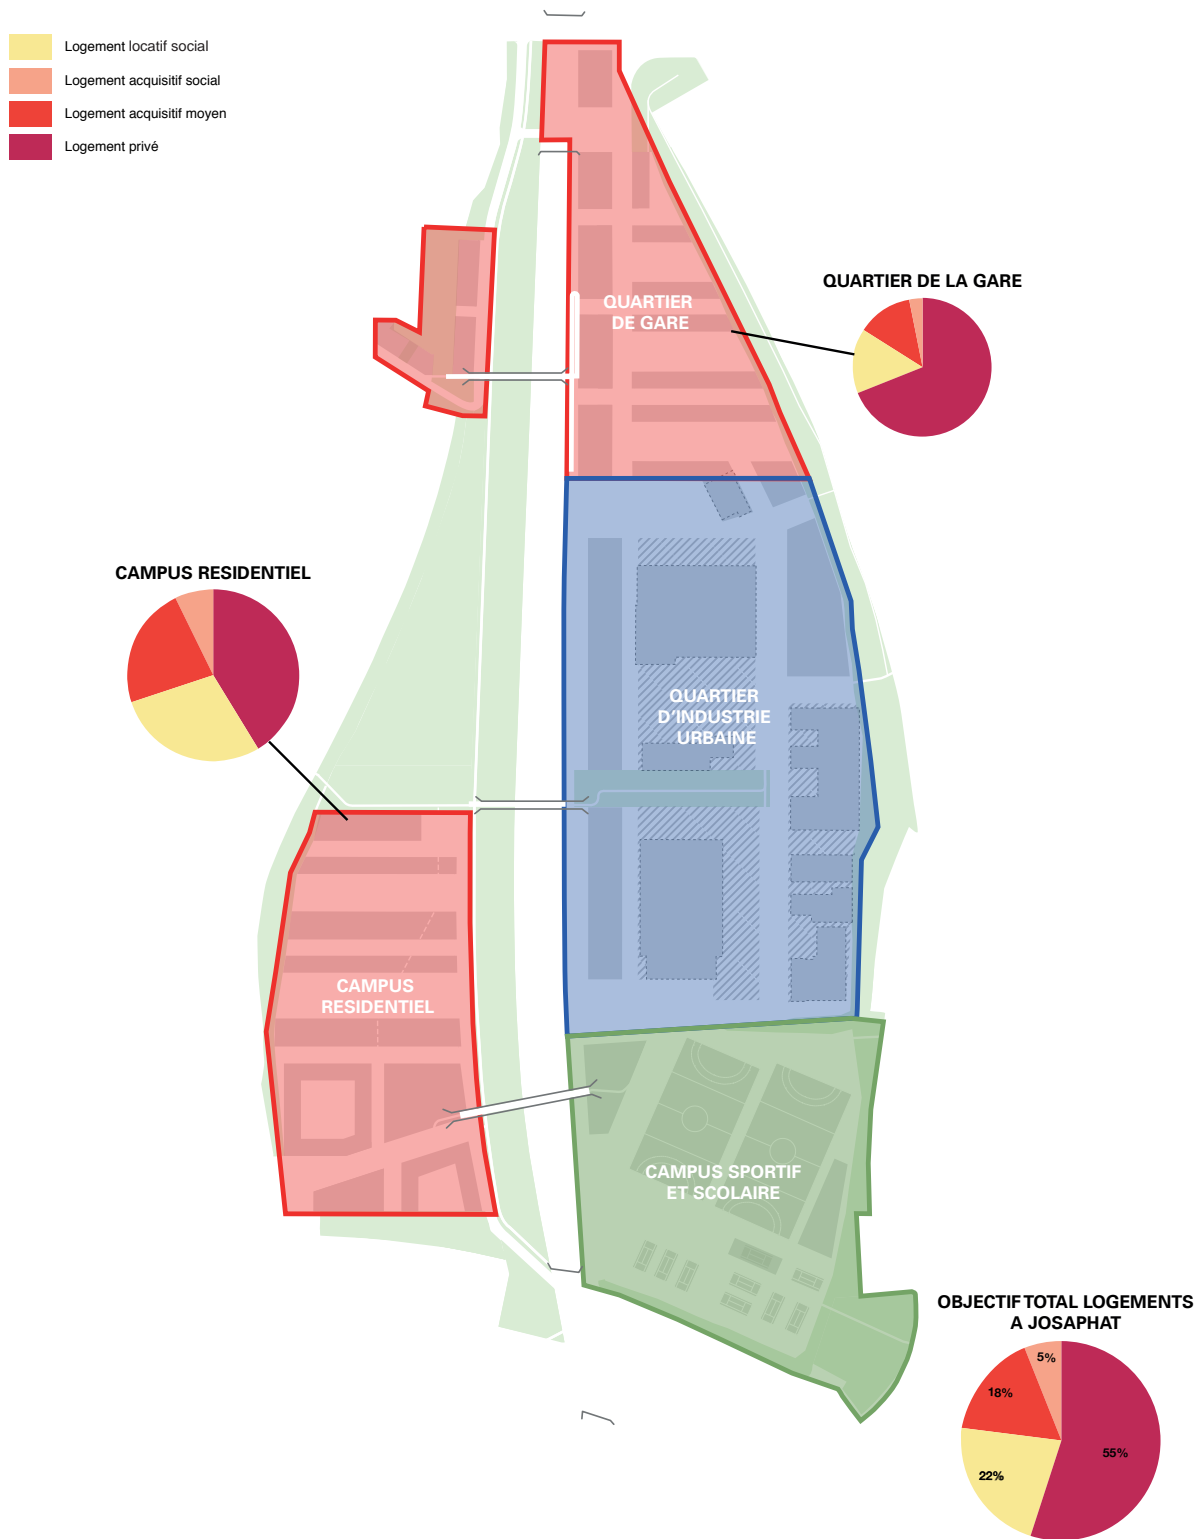 Logement locatif social
Logement acquisitif social
Logement acquisitif moyen
Logement privé
QUARTIER DE LA GARE
QUARTIER
DE GARE
CAMPUS RESIDENTIEL
QUARTIER
D'INDUSTRIE
URBAINE
CAMPUS
RESIDENTIEL
CAMPUS SPORTIF
ET SCOLAIRE
OBJECTIF TOTAL LOGEMENTS
A JOSAPHAT
5%
18%
55%
22%